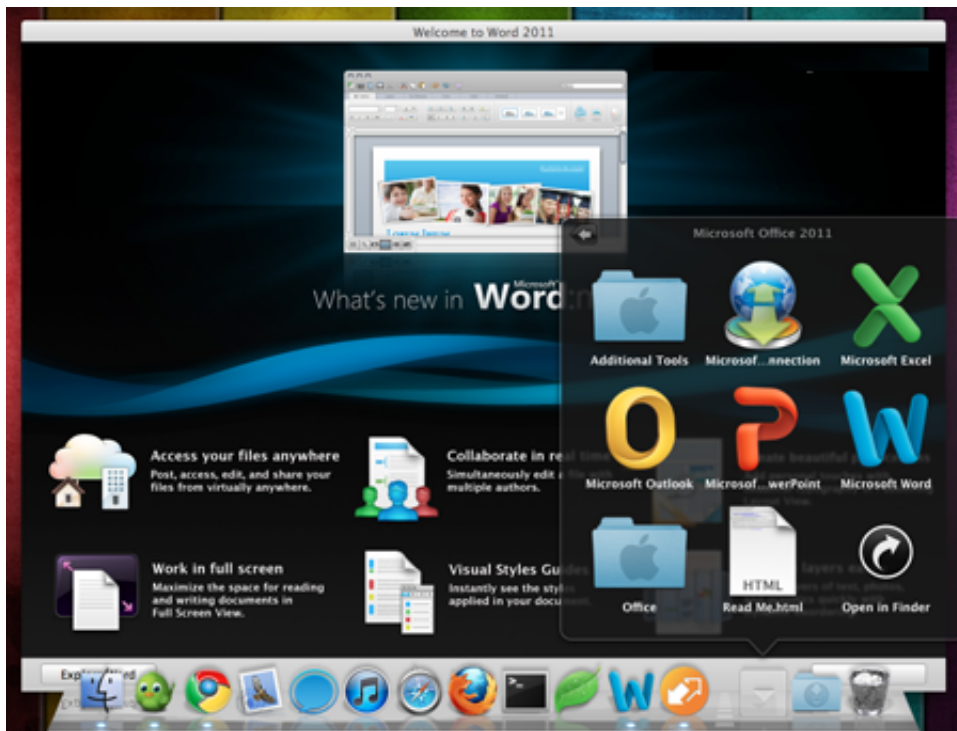 Welcome to Word 2011
What's new in Microsoft Word:
Microsoft Office 2011
Additional Tools
Microsof...nnection
Microsoft Excel
Microsoft Outlook
Microsof...werPoint
Microsoft Word
Office
HTML
Read Me.html
Open in Finder
Access your files anywhere
Post, access, edit, and share your
files from virtually anywhere.
Collaborate in real time
Simultaneously edit a file with
multiple authors.
Work in full screen
Maximize the space for reading
and writing documents in
Full Screen View.
Visual Styles Guides
Instantly see the styles
applied in your document
Layout View.